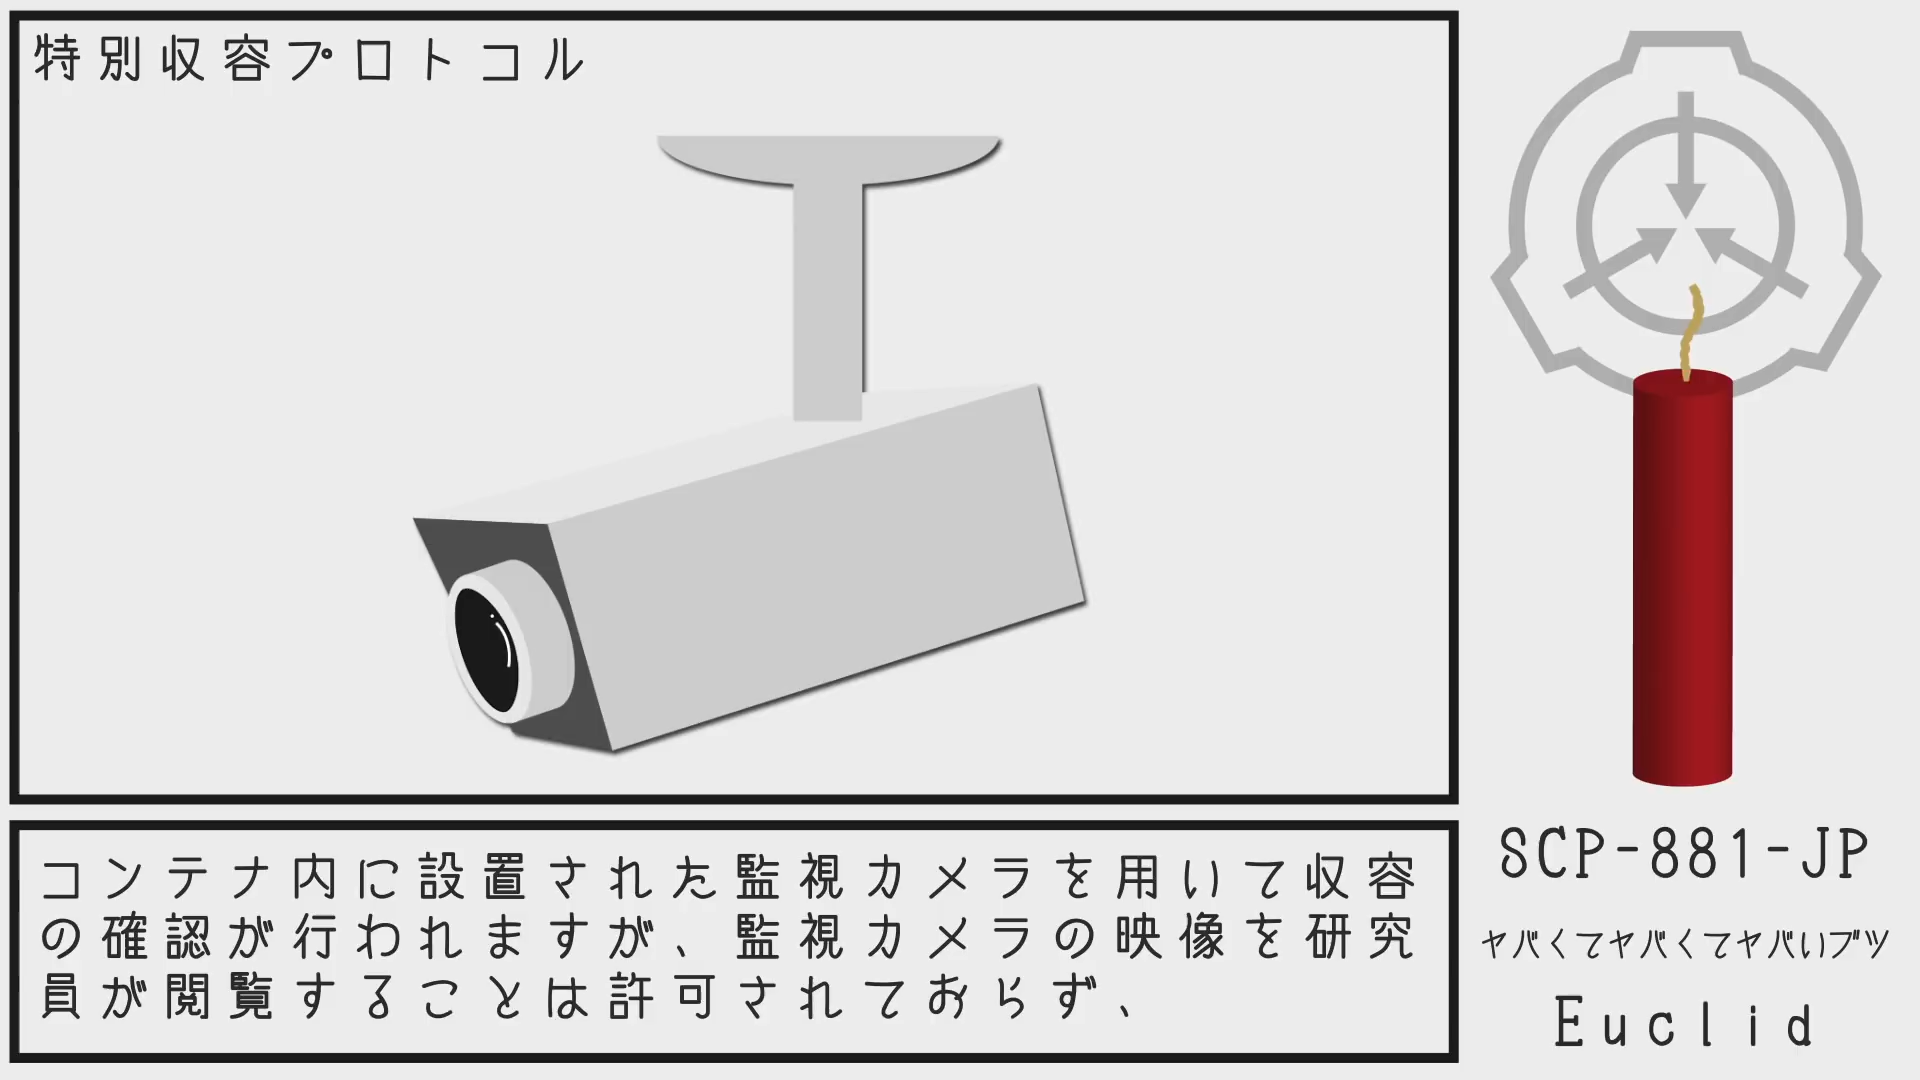 特別収容プロトコル
コンテナ内に設置された監視カメラを用いて収容
の確認が行われますが、監視カメラの映像を研究
員が閲覧することは許可されておらず、
SCP-881-JP
ヤバくてヤバくてヤバいブツ
Euclid